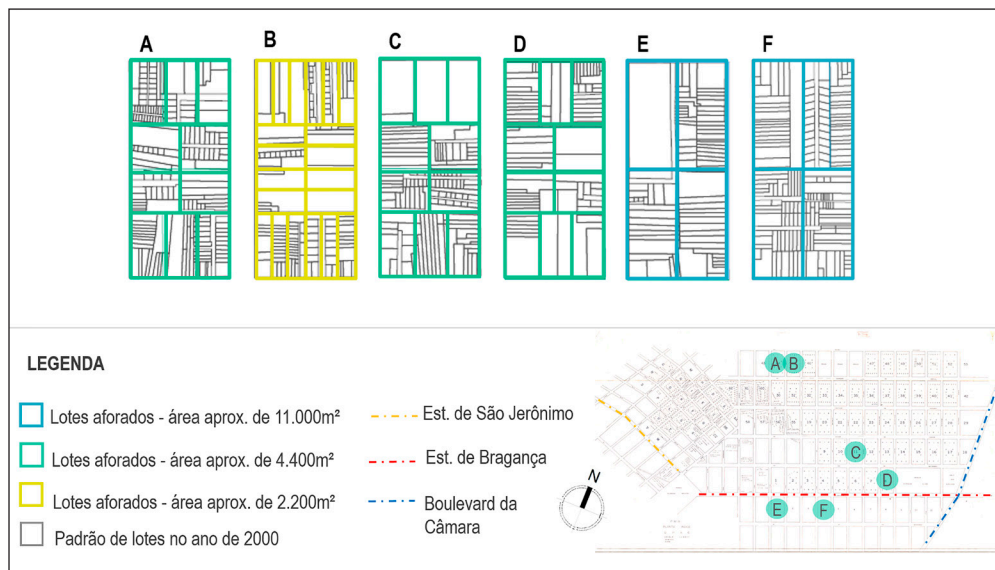 A
B
C
D
E
F
LEGENDA
Lotes aforados - área aprox. de 11.000m²
Lotes aforados - área aprox. de 4.400m²
Lotes aforados - área aprox. de 2.200m²
Padrão de lotes no ano de 2000
Est. de São Jerônimo
Est. de Bragança
Boulevard da
Câmara
N
A
B
C
D
E
F